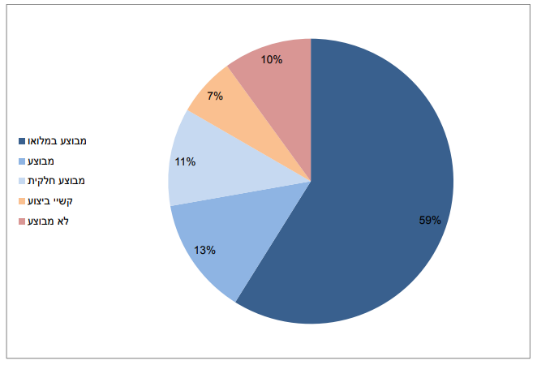 10%
7%
11%
13%
59%
מבוצע במלואו
מבוצע
מבוצע חלקית
קשיי ביצוע
לא מבוצע